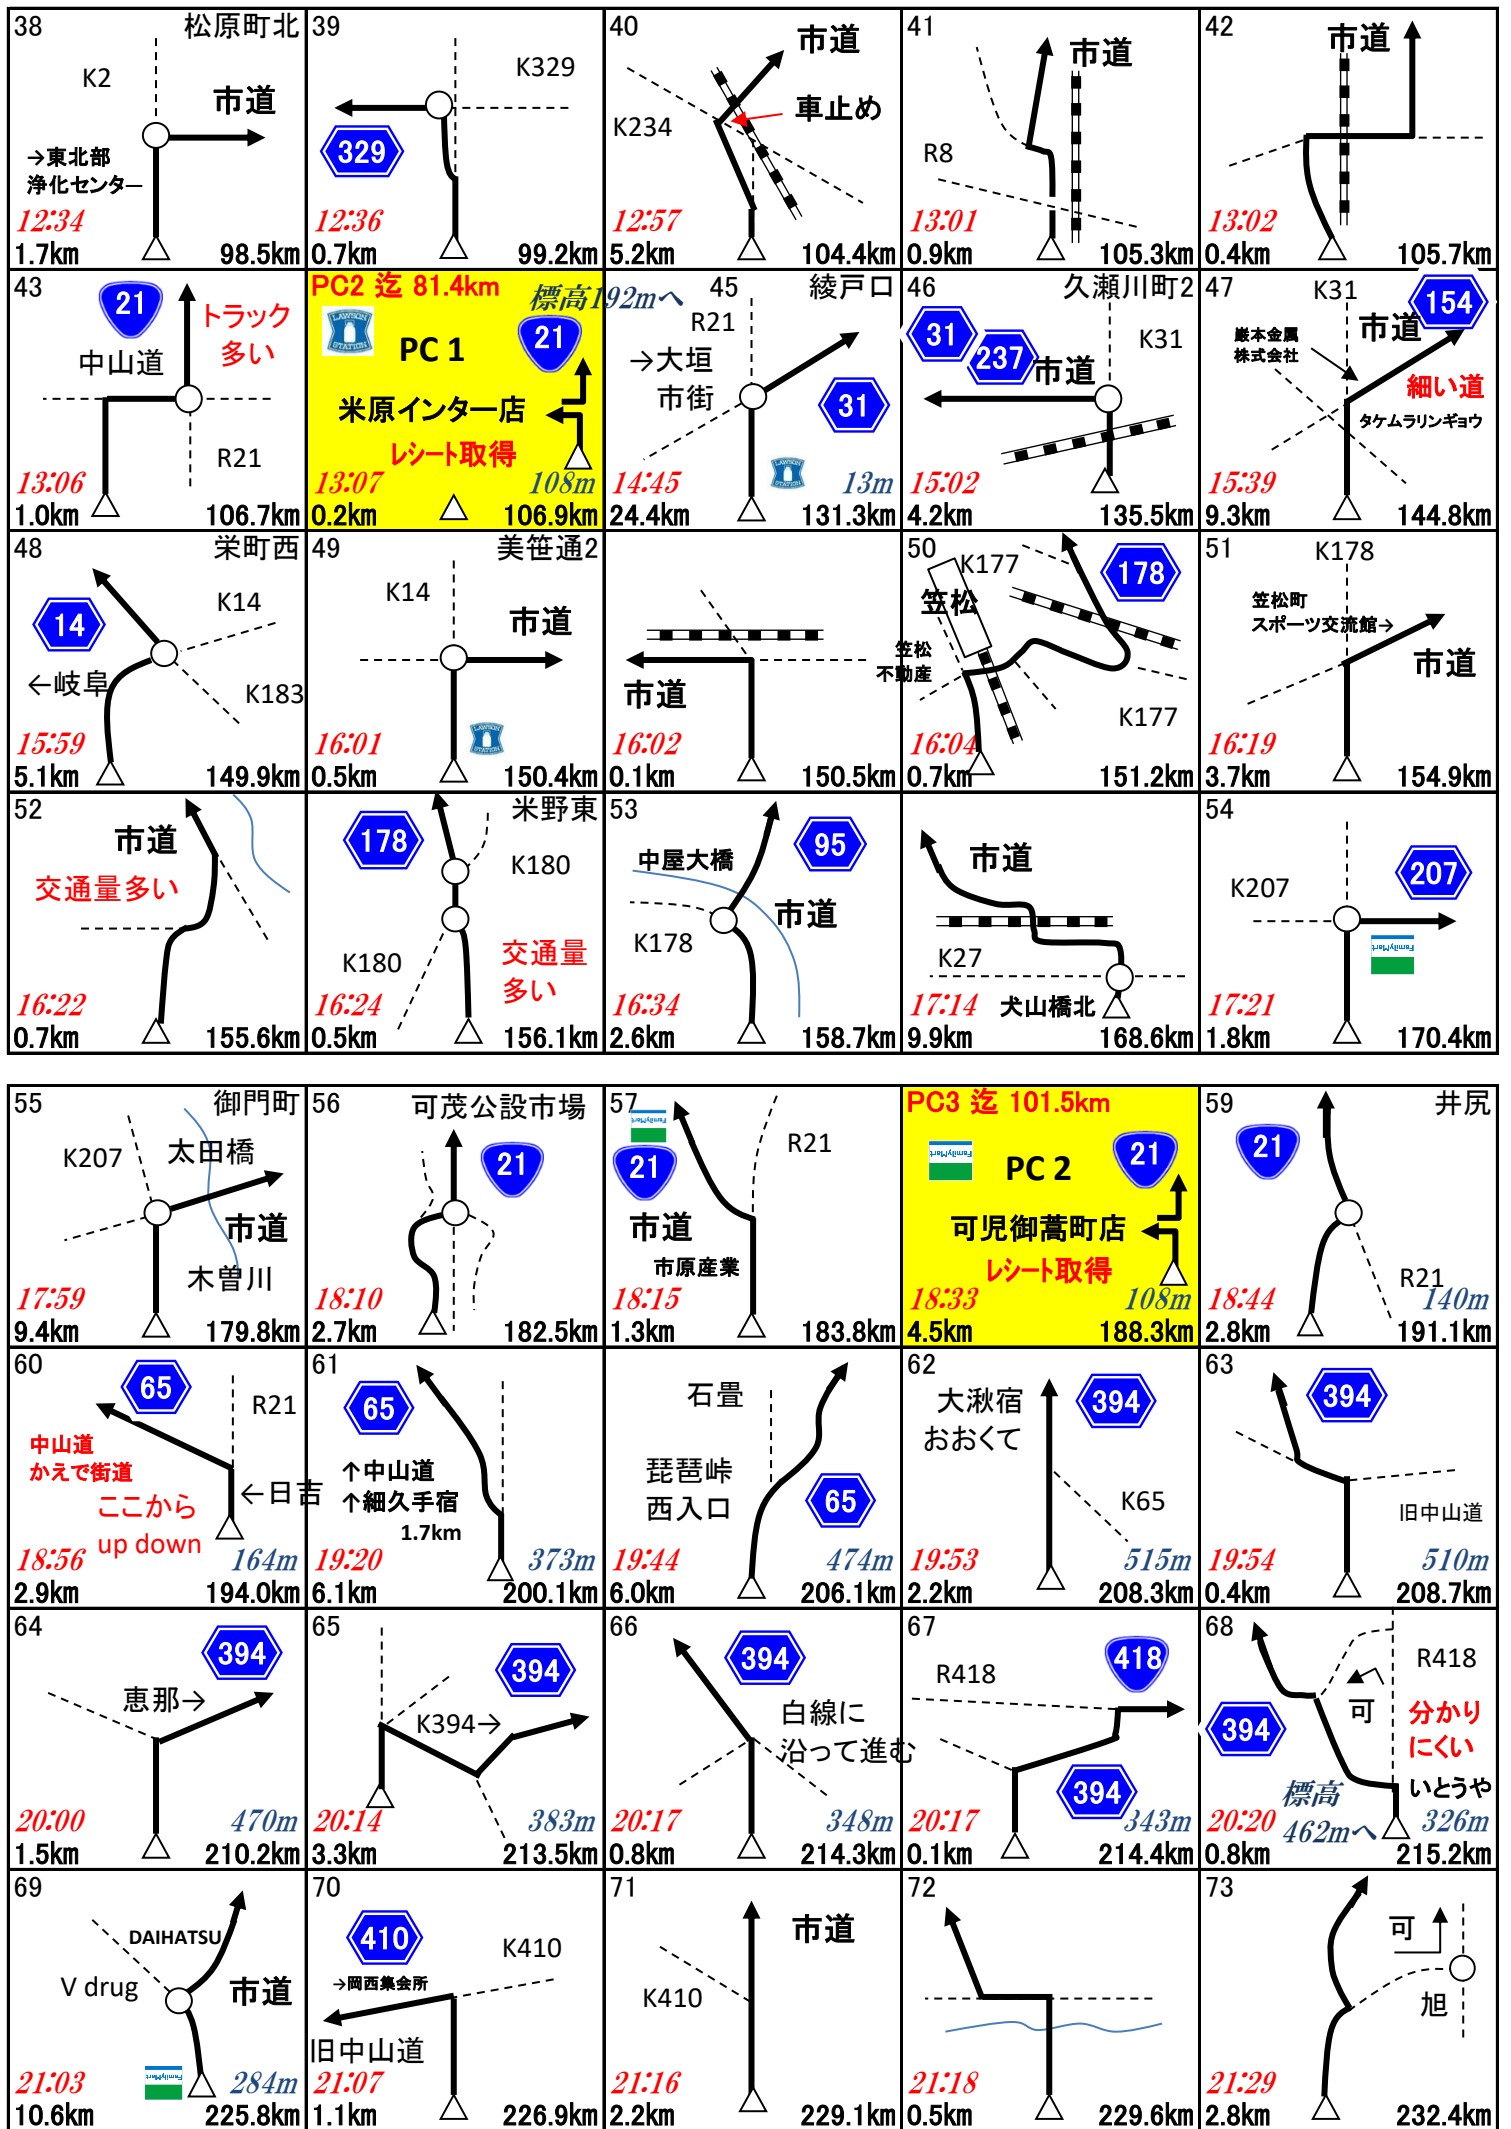 38 松原町北
K2
市道
→東北部
浄化センター
12:34
1.7km 98.5km
39
K329
329
12:36
0.7km 99.2km
40
市道
K234
車止め
12:57
5.2km 104.4km
41
市道
R8
13:01
0.9km 105.3km
42
市道
13:02
0.4km 105.7km
43
21
トラック
多い
中山道
R21
13:06
1.0km 106.7km
PC2 迄 81.4km
標高192mへ
LAWSON
STATION
PC 1
21
米原インター店
レシート取得
13:07 108m
0.2km 106.9km
45 綾戸口
R21
→大垣
市街
31
LAWSON
STATION
14:45 13m
24.4km 131.3km
46 久瀬川町2
31
237
市道
K31
15:02
4.2km 135.5km
47
K31
154
市道
巌本金属
株式会社
細い道
タケムラリンギョウ
15:39
9.3km 144.8km
48 栄町西
14
K14
←岐阜
K183
15:59
5.1km 149.9km
49 美笹通2
K14
市道
LAWSON
STATION
16:01
0.5km 150.4km
市道
16:02
0.1km 150.5km
50
K177
178
笠松
笠松
不動産
K177
16:04
0.7km 151.2km
51
K178
笠松町
スポーツ交流館→
市道
16:19
3.7km 154.9km
52
市道
交通量多い
16:22
0.7km 155.6km
米野東
178
K180
K180
交通量
多い
16:24
0.5km 156.1km
53
中屋大橋
95
市道
K178
16:34
2.6km 158.7km
市道
K27
犬山橋北
17:14
9.9km 168.6km
54
K207
207
FamilyMart
17:21
1.8km 170.4km
55 御門町
K207
太田橋
市道
木曽川
17:59
9.4km 179.8km
56 可茂公設市場
21
18:10
2.7km 182.5km
57
FamilyMart
21
R21
市道
市原産業
18:15
1.3km 183.8km
PC3 迄 101.5km
FamilyMart
PC 2
21
可児御蒿町店
レシート取得
18:33 108m
4.5km 188.3km
59 井尻
21
R21
18:44 140m
2.8km 191.1km
60
65
R21
中山道
かえで街道
←日吉
ここから
up down
18:56 164m
2.9km 194.0km
61
65
↑中山道
↑細久手宿
1.7km
19:20 373m
6.1km 200.1km
石畳
琵琶峠
西入口
65
19:44 474m
6.0km 206.1km
62
大湫宿
おおくて
394
K65
19:53 515m
2.2km 208.3km
63
394
旧中山道
19:54 510m
0.4km 208.7km
64
394
恵那→
20:00 470m
1.5km 210.2km
65
394
K394→
20:14 383m
3.3km 213.5km
66
394
白線に
沿って進む
20:17 348m
0.8km 214.3km
67
418
R418
394
20:17 343m
0.1km 214.4km
68
R418
可
394
分かり
にくい
いとうや
標高
462mへ
20:20 326m
0.8km 215.2km
69
DAIHATSU
V drug
市道
FamilyMart
21:03 284m
10.6km 225.8km
70
410
K410
→岡西集会所
旧中山道
21:07
1.1km 226.9km
71
市道
K410
21:16
2.2km 229.1km
72
21:18
0.5km 229.6km
73
可
旭
21:29
2.8km 232.4km